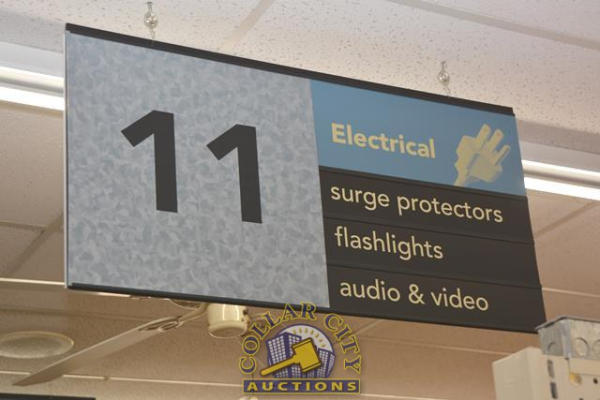 11
Electrical
surge protectors
flashlights
audio & video
COLLAR CITY
AUCTIONS